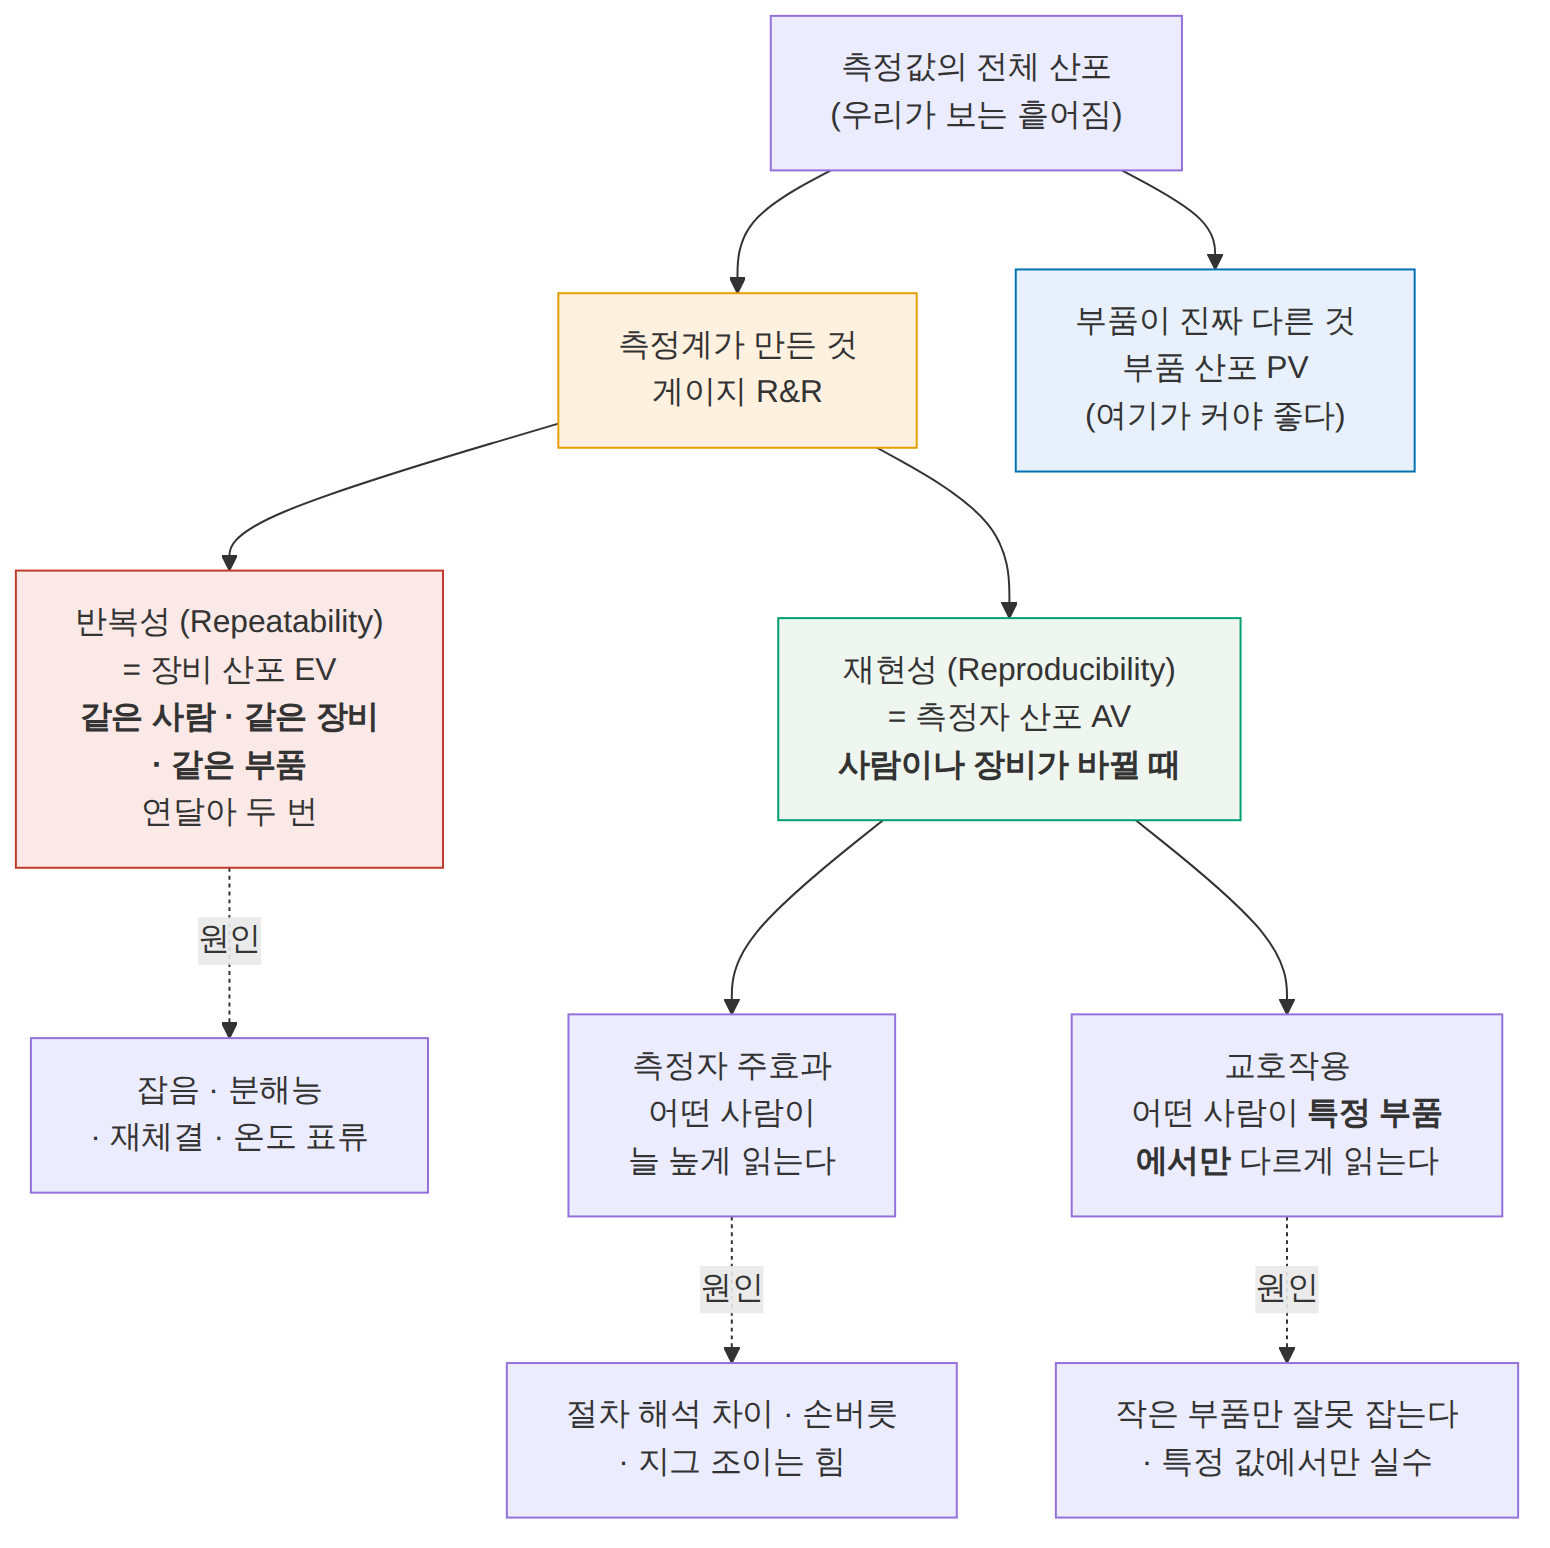 측정값의 전체 산포
(우리가 보는 흩어짐)
측정계가 만든 것
게이지 R&R
부품이 진짜 다른 것
부품 산포 PV
(여기가 커야 좋다)
반복성 (Repeatability)
= 장비 산포 EV
같은 사람 · 같은 장비
· 같은 부품
연달아 두 번
재현성 (Reproducibility)
= 측정자 산포 AV
사람이나 장비가 바뀔 때
원인
잡음 · 분해능
· 재체결 · 온도 표류
측정자 주효과
어떤 사람이
늘 높게 읽는다
교호작용
어떤 사람이 특정 부품
에서만 다르게 읽는다
원인
원인
절차 해석 차이 · 손버릇
· 지그 조이는 힘
작은 부품만 잘못 잡는다
· 특정 값에서만 실수